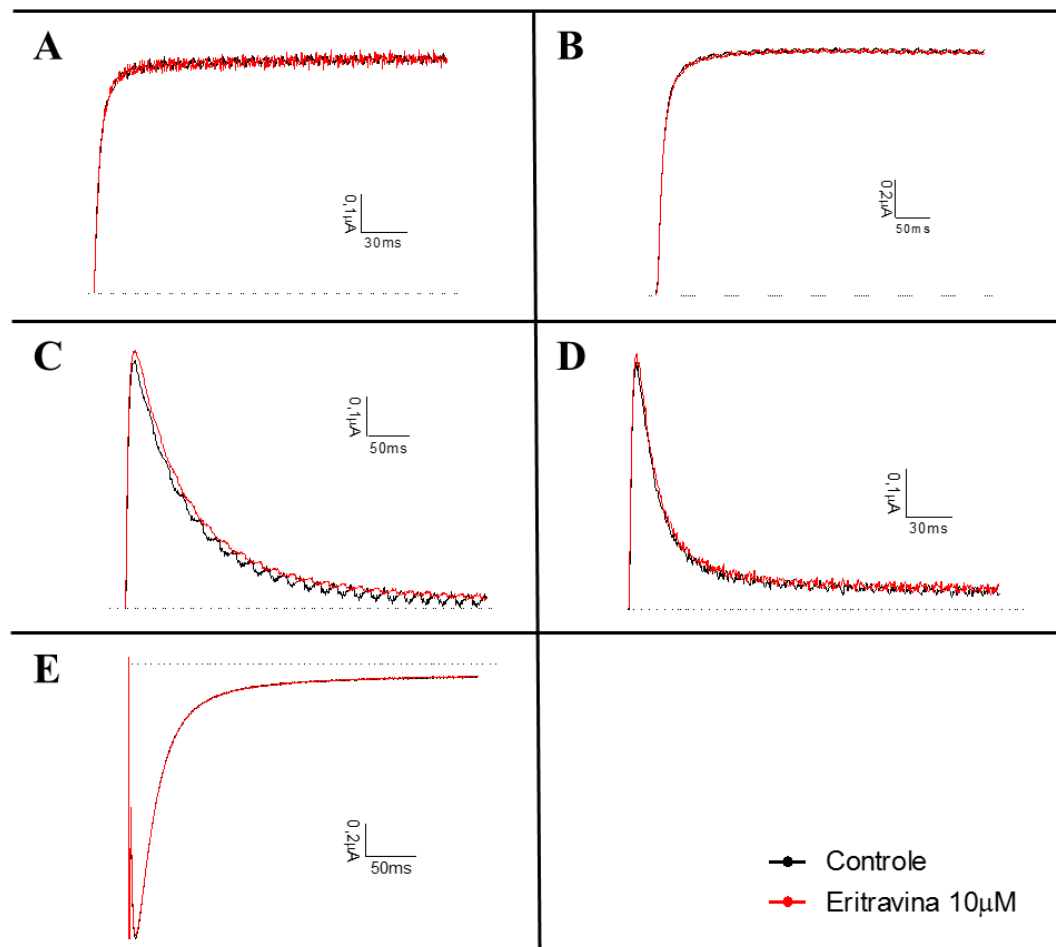 A
0,1µA
30ms
B
0,2µA
50ms
C
0,1µA
50ms
D
0,1µA
30ms
E
0,2µA
50ms
Controle
Eritravina 10µM